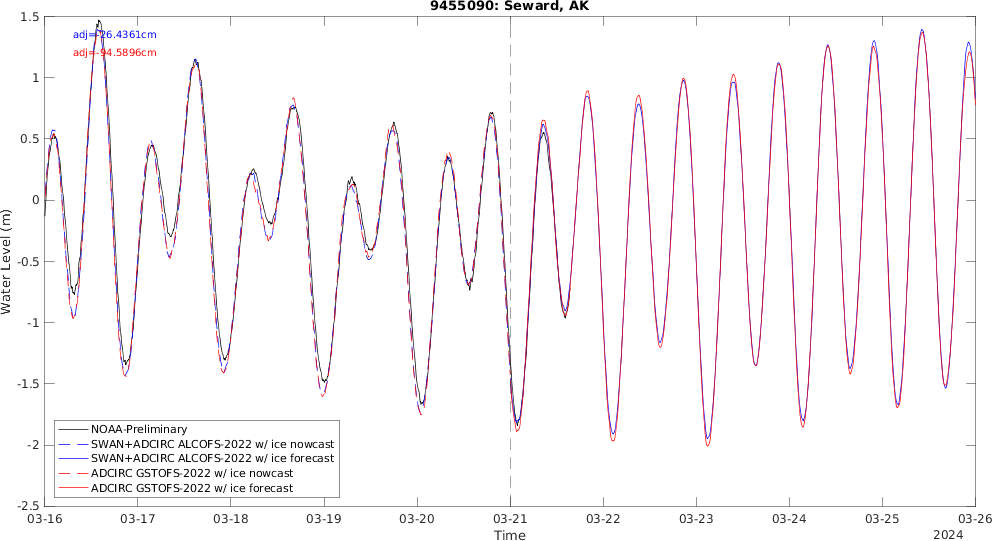 9455090: Seward, AK
adj=-26.4361cm
adj=-94.5896cm
1.5
1
0.5
0
-0.5
-1
-1.5
-2
-2.5
Water Level (m)
NOAA-Preliminary
SWAN+ADCIRC ALCOFS-2022 w/ ice nowcast
SWAN+ADCIRC ALCOFS-2022 w/ ice forecast
ADCIRC GSTOFS-2022 w/ ice nowcast
ADCIRC GSTOFS-2022 w/ ice forecast
03-16 03-17 03-18 03-19 03-20 03-21 03-22 03-23 03-24 03-25 03-26
Time
2024